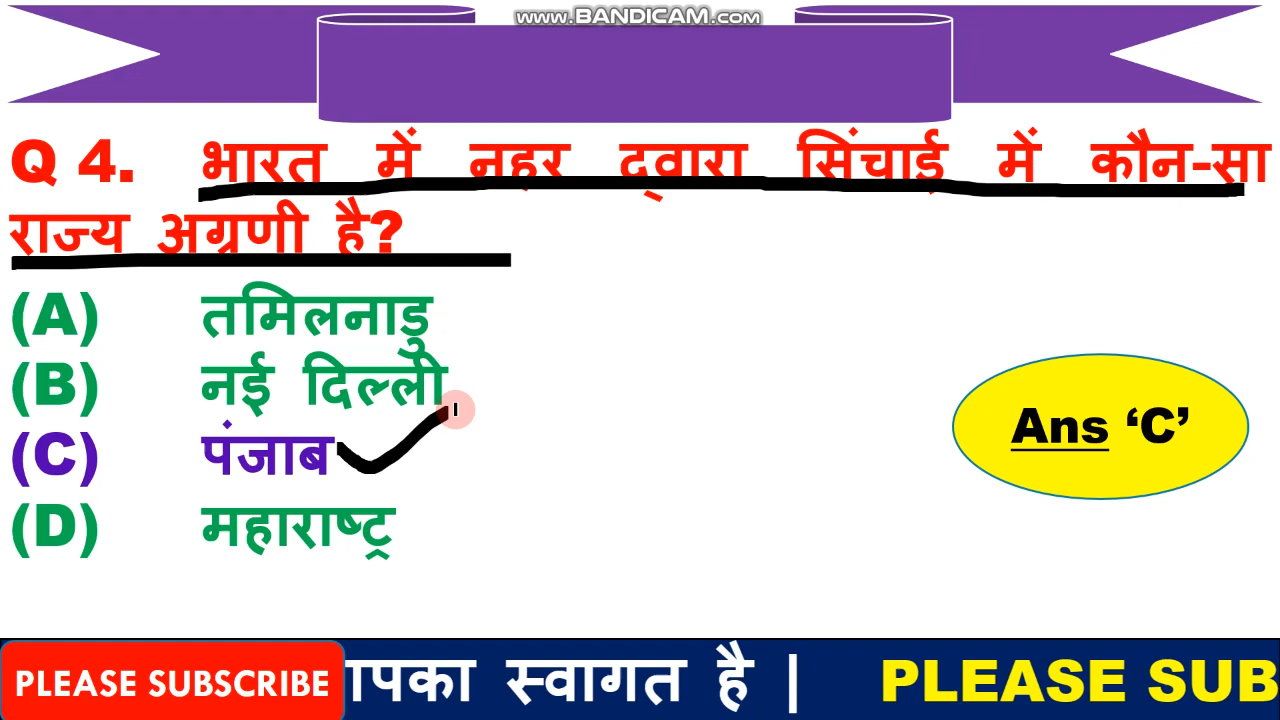 www.BANDICAM.com
Q 4. भारत में नहर द्वारा सिंचाई में कौन-सा
राज्य अग्रणी है?
(A) तमिलनाडु
(B) नई दिल्ली
(C) पंजाब
(D) महाराष्ट्र
Ans ‘C’
PLEASE SUBSCRIBE
ापका स्वागत है | PLEASE SUB